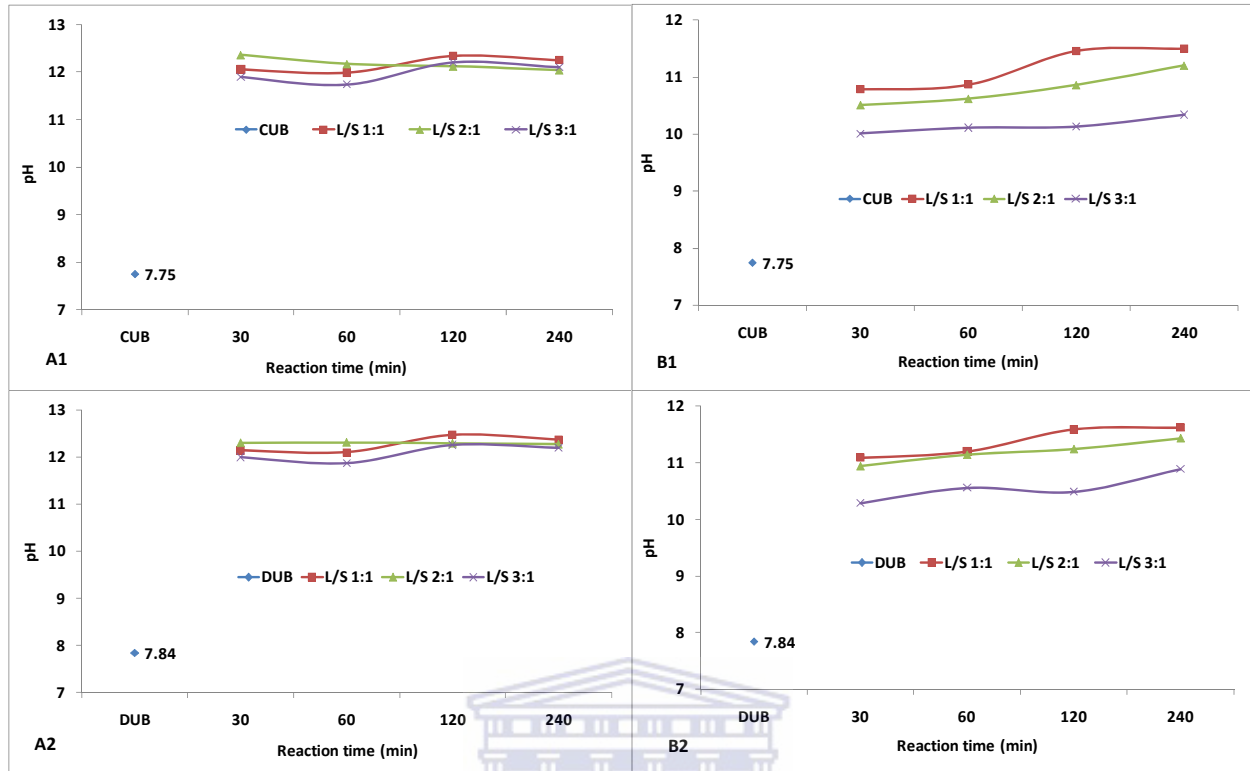 13
12
11
10
9
8
7
pH
CUB L/S 1:1 L/S 2:1 L/S 3:1
7.75
CUB 30 60 120 240
Reaction time (min)
A1
12
11
10
9
8
7
pH
CUB L/S 1:1 L/S 2:1 L/S 3:1
7.75
CUB 30 60 120 240
Reaction time (min)
B1
13
12
11
10
9
8
7
pH
DUB L/S 1:1 L/S 2:1 L/S 3:1
7.84
DUB 30 60 120 240
Reaction time (min)
A2
12
11
10
9
8
7
pH
DUB L/S 1:1 L/S 2:1 L/S 3:1
7.84
DUB 30 60 120 240
Reaction time (min)
B2